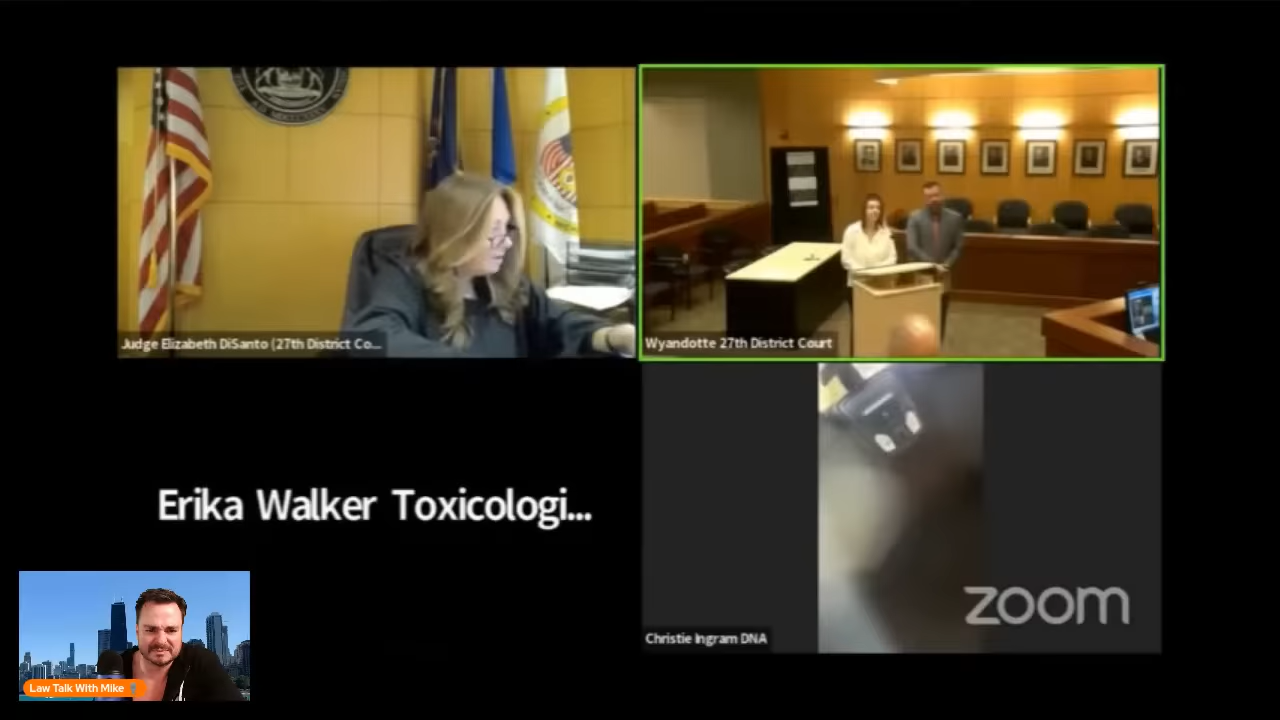 Judge Elizabeth DiSanto (27th District Co...
Wyandotte 27th District Court
Erika Walker Toxicologi...
Christie Ingram DNA
zoom
Law Talk With Mike